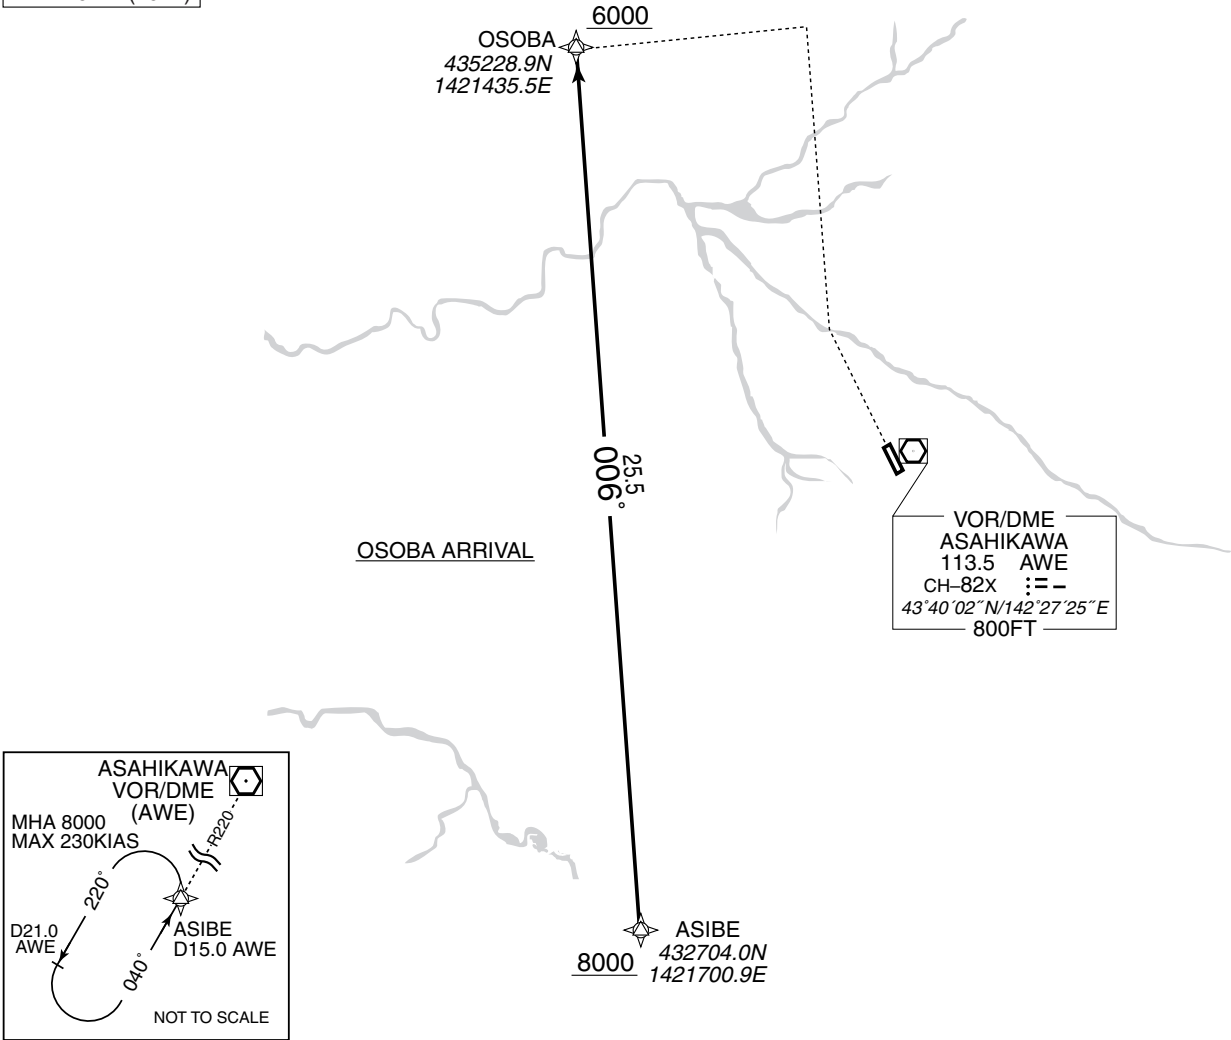 6000
OSOBA
435228.9N
1421435.5E
25.5
006°
OSOBA ARRIVAL
VOR/DME
ASAHIKAWA
113.5 AWE
CH–82X
43°40′02″N/142°27′25″E
800FT
ASIBE
432704.0N
8000
1421700.9E
ASAHIKAWA
VOR/DME
(AWE)
MHA 8000
MAX 230KIAS
R220
220°
D21.0
AWE
ASIBE
D15.0 AWE
040°
NOT TO SCALE